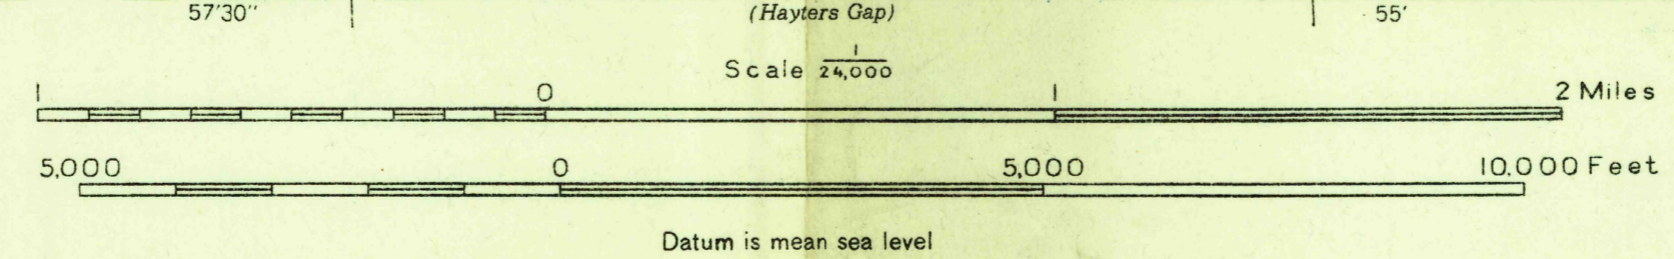 57'30" (Hayters Gap) 55'
Scale 1/24,000
1 0 1 2 Miles
5,000 0 5,000 10,000 Feet
Datum is mean sea level